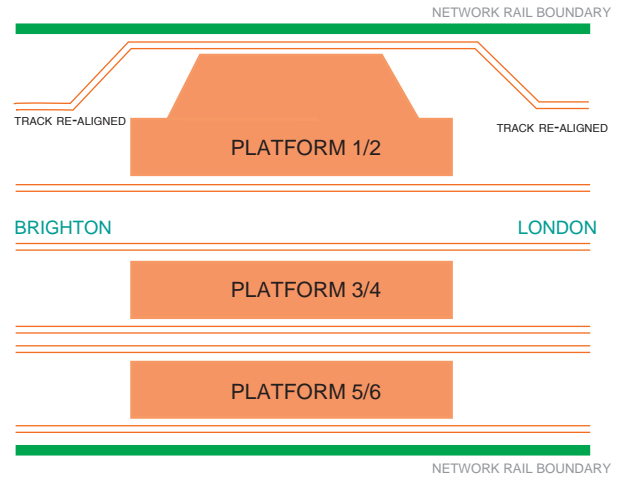 NETWORK RAIL BOUNDARY
TRACK RE-ALIGNED
TRACK RE-ALIGNED
PLATFORM 1/2
BRIGHTON
LONDON
PLATFORM 3/4
PLATFORM 5/6
NETWORK RAIL BOUNDARY